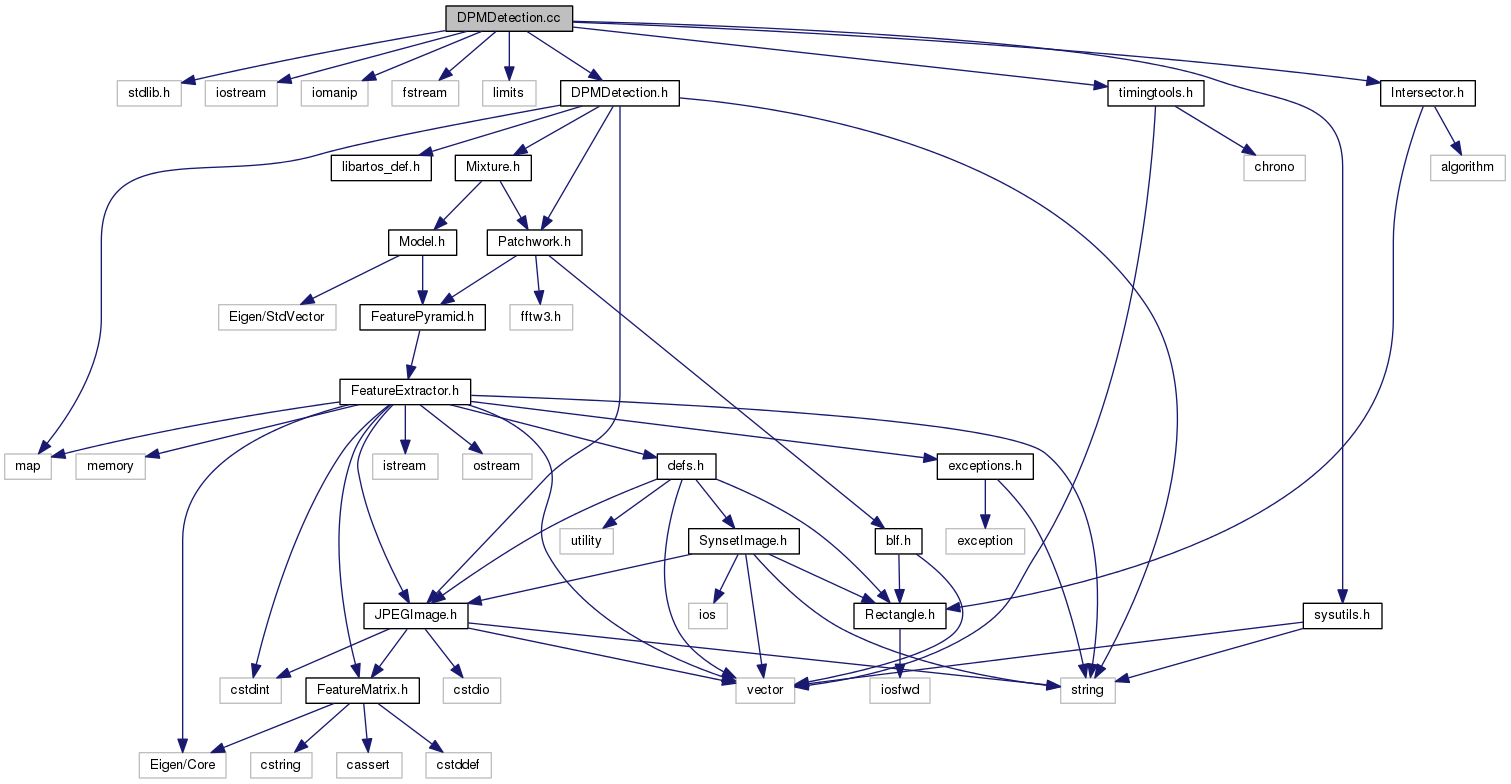 DPMDetection.cc
stdlib.h
iostream
iomanip
fstream
limits
DPMDetection.h
timingtools.h
Intersector.h
libartos_def.h
Mixture.h
chrono
algorithm
Model.h
Patchwork.h
Eigen/StdVector
FeaturePyramid.h
fftw3.h
FeatureExtractor.h
map
memory
istream
ostream
defs.h
exceptions.h
utility
SynsetImage.h
blf.h
exception
JPEGImage.h
ios
Rectangle.h
sysutils.h
cstdint
FeatureMatrix.h
cstdio
vector
iosfwd
string
Eigen/Core
cstring
cassert
cstddef